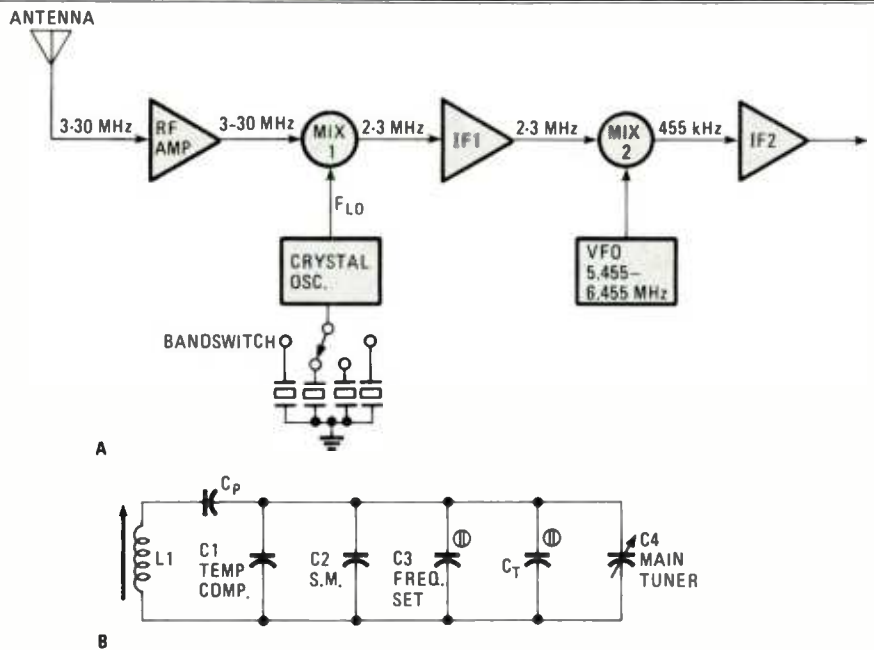 ANTENNA
3-30 MHz
RF
AMP
3-30 MHz
MIX
1
2-3 MHz
IF1
2-3 MHz
MIX
2
455 kHz
IF2
FLO
CRYSTAL
OSC.
VFO
5,455–
6,455 MHz
BANDSWITCH
A
CP
L1
C1
TEMP
COMP.
C2
S.M.
C3
FREQ.
SET
CT
C4
MAIN
TUNER
B